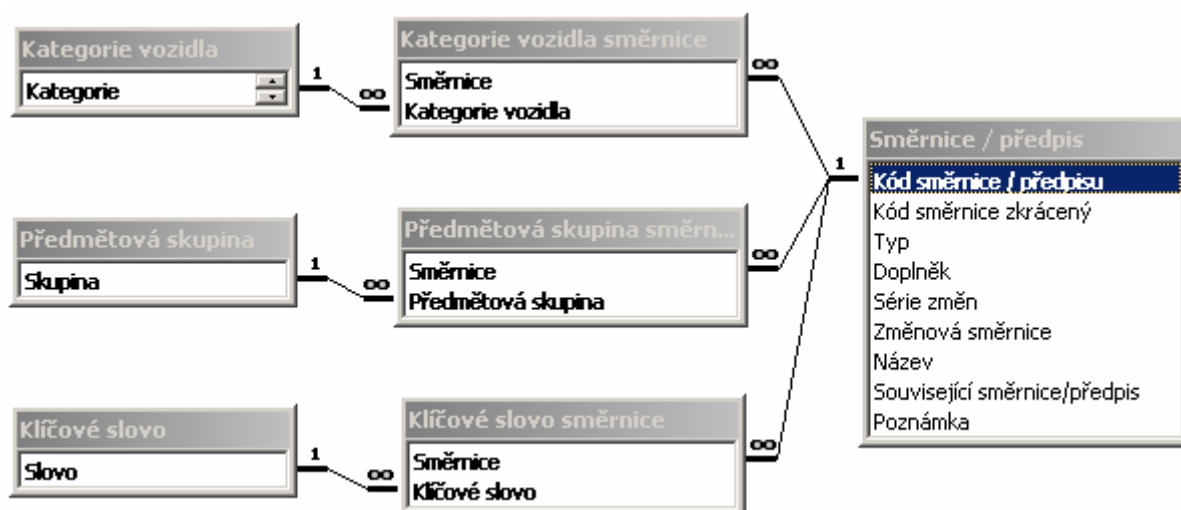 Kategorie vozidla
Kategorie
1
∞
Kategorie vozidla směrnice
Směrnice
Kategorie vozidla
∞
Předmětová skupina
Skupina
1
∞
Předmětová skupina směrn...
Směrnice
Předmětová skupina
∞
Klíčové slovo
Slovo
1
∞
Klíčové slovo směrnice
Směrnice
Klíčové slovo
∞
1
Směrnice / předpis
Kód směrnice / předpisu
Kód směrnice zkrácený
Typ
Doplněk
Série změn
Změnová směrnice
Název
Související směrnice/předpis
Poznámka